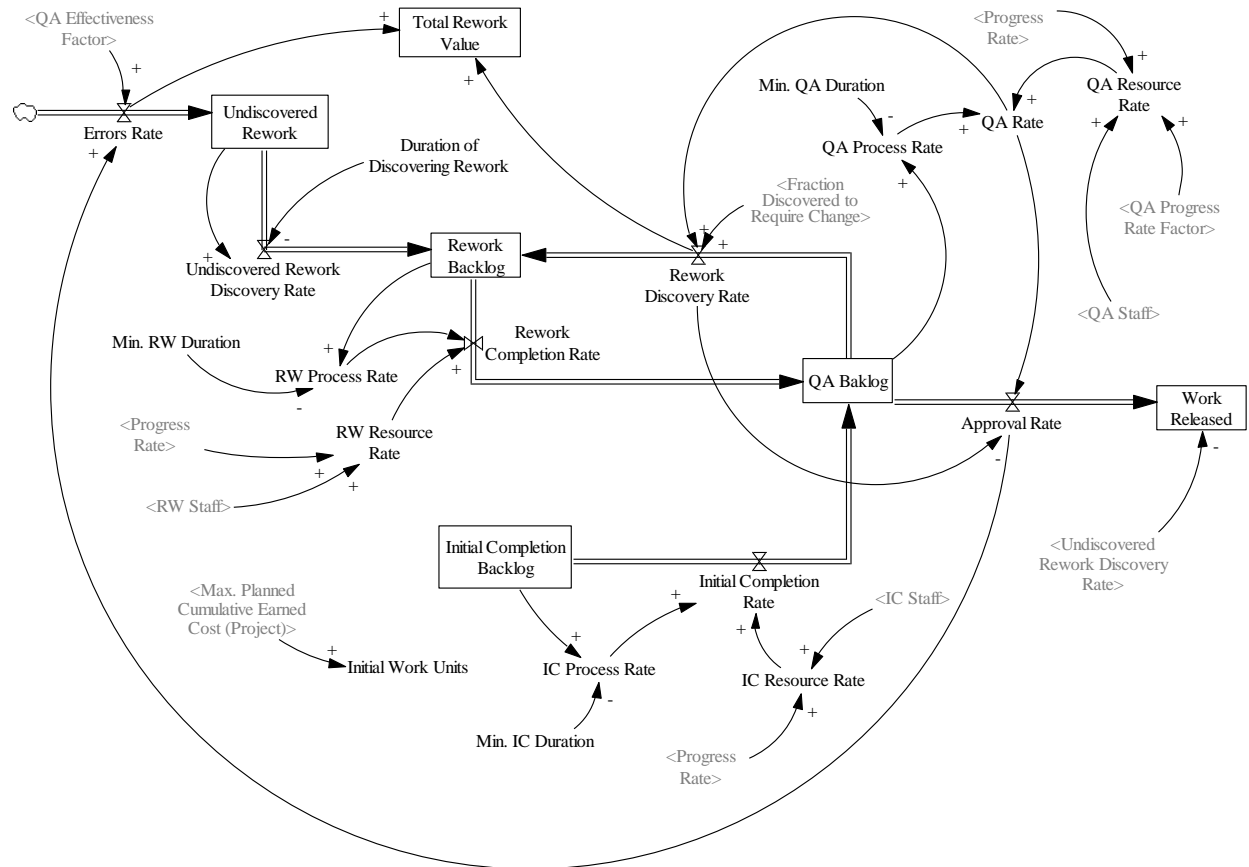 <QA Effectiveness
Factor>
+
+
Total Rework
Value
+
+
<Progress
Rate>
+
+
QA Resource
Rate
+
+
Min. QA Duration
-
+
QA Rate
QA Process Rate
+
Errors Rate
+
Undiscovered
Rework
Duration of
Discovering Rework
<Fraction
Discovered to
Require Change>
+
+
<QA Progress
Rate Factor>
-
+
Undiscovered Rework
Discovery Rate
Rework
Backlog
Rework
Discovery Rate
<QA Staff>
Min. RW Duration
+
Rework
Completion Rate
+
RW Process Rate
-
QA Baklog
Work
Released
-
Approval Rate
-
<Progress
Rate>
+
RW Resource
Rate
+
<RW Staff>
Initial Completion
Backlog
Initial Completion
Rate
<Undiscovered
Rework Discovery
Rate>
<Max. Planned
Cumulative Earned
Cost (Project)>
+
Initial Work Units
+
+
<IC Staff>
+
+
IC Process Rate
-
IC Resource Rate
+
Min. IC Duration
<Progress
Rate>